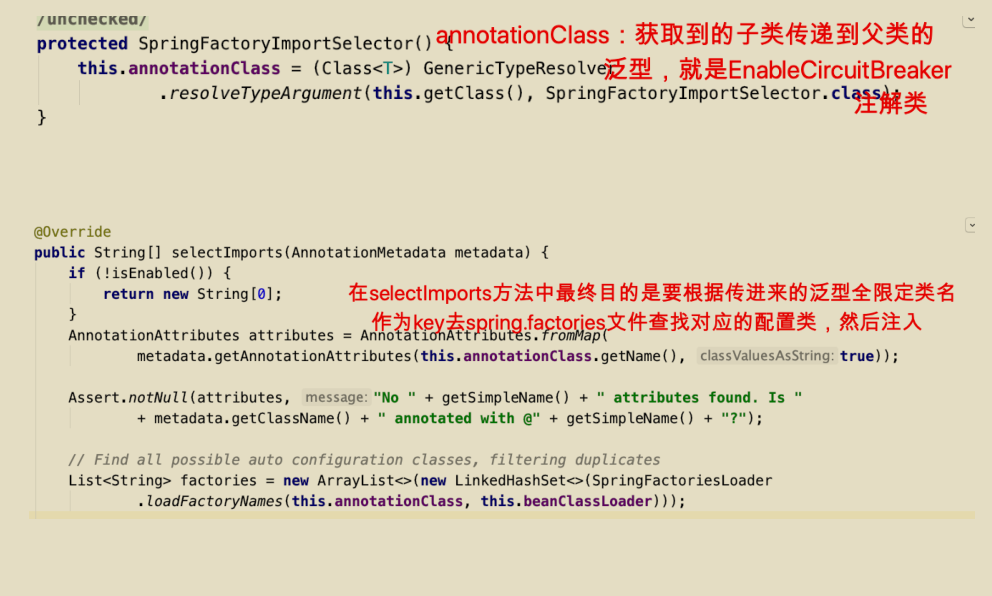 /unchecked/
protected SpringFactoryImportSelector() {
annotationClass：获取到的子类传递到父类的
this.annotationClass = (Class<T>) GenericTypeResolver
泛型，就是EnableCircuitBreaker
.resolveTypeArgument(this.getClass(), SpringFactoryImportSelector.class);
注解类
}
@Override
public String[] selectImports(AnnotationMetadata metadata) {
if (!isEnabled()) {
return new String[0];
在selectImports方法中最终目的是要根据传进来的泛型全限定类名
}
作为key去spring.factories文件查找对应的配置类，然后注入
AnnotationAttributes attributes = AnnotationAttributes.fromMap(
metadata.getAnnotationAttributes(this.annotationClass.getName(), classValuesAsString: true));
Assert.notNull(attributes, message: "No " + getSimpleName() + " attributes found. Is "
+ metadata.getClassName() + " annotated with @" + getSimpleName() + "?");
// Find all possible auto configuration classes, filtering duplicates
List<String> factories = new ArrayList<>(new LinkedHashSet<>(SpringFactoriesLoader
.loadFactoryNames(this.annotationClass, this.beanClassLoader)));